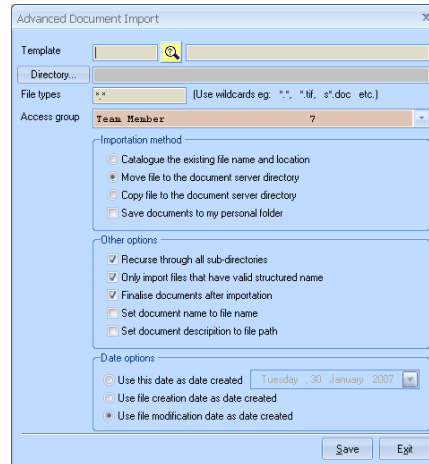 Advanced Document Import x
Template
Directory...
File types *.* (Use wildcards eg: "*.*, *.tif, s*.doc etc.)
Access group Team Member 7
Importation method
Catalogue the existing file name and location
Move file to the document server directory
Copy file to the document server directory
Save documents to my personal folder
Other options
Recurse through all sub-directories
Only import files that have valid structured name
Finalise documents after importation
Set document name to file name
Set document descripition to file path
Date options
Use this date as date created Tuesday , 30 January 2007
Use file creation date as date created
Use file modification date as date created
Save Exit